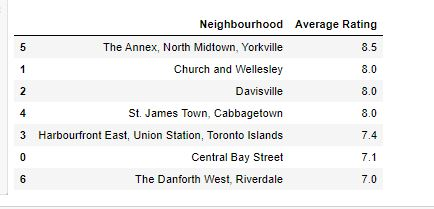 Neighbourhood Average Rating
5 The Annex, North Midtown, Yorkville 8.5
1 Church and Wellesley 8.0
2 Davisville 8.0
4 St. James Town, Cabbagetown 8.0
3 Harbourfront East, Union Station, Toronto Islands 7.4
0 Central Bay Street 7.1
6 The Danforth West, Riverdale 7.0